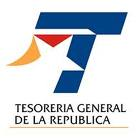 TESORERIA GENERAL
DE LA REPUBLICA